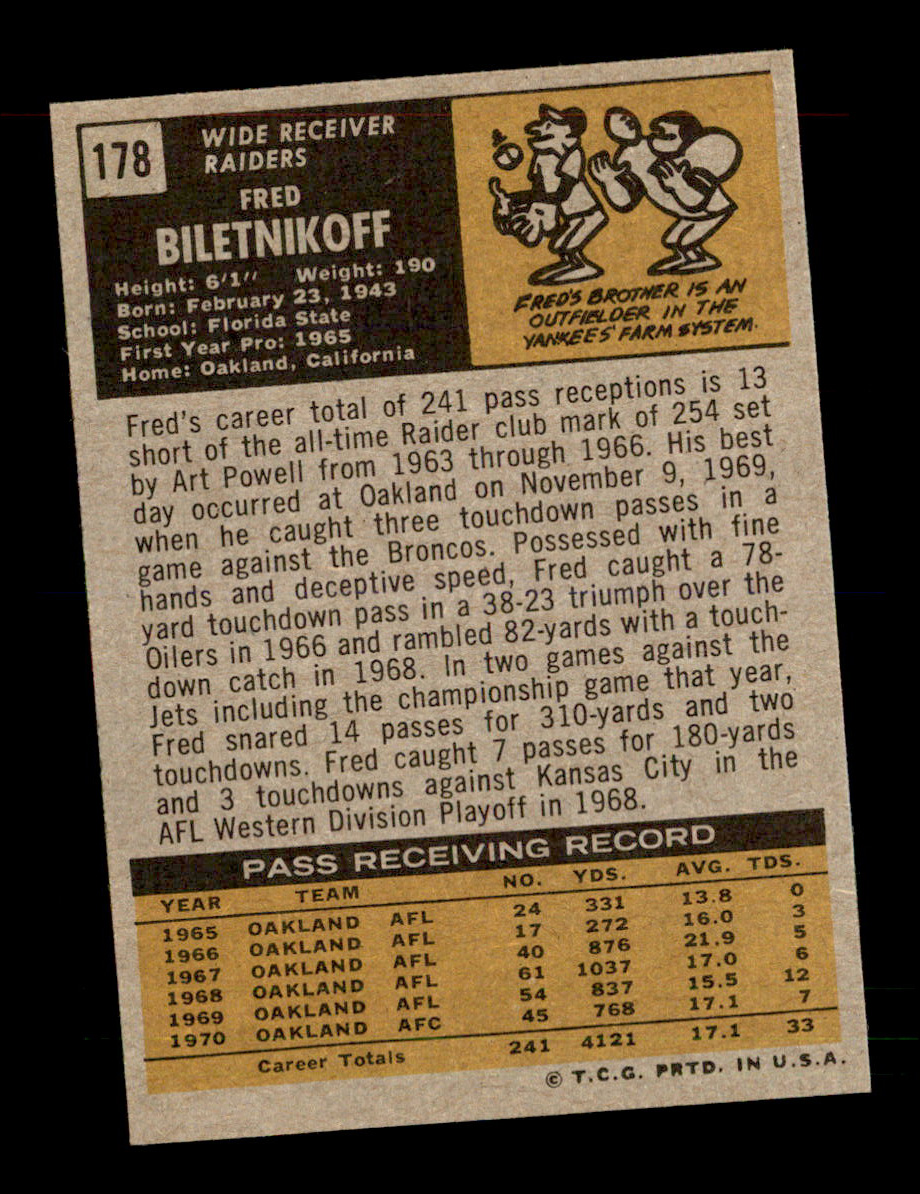 178
WIDE RECEIVER
RAIDERS
FRED
BILETNIKOFF
Height: 6'1" Weight: 190
Born: February 23, 1943
School: Florida State
First Year Pro: 1965
Home: Oakland, California
FRED'S BROTHER IS AN
OUTFIELDER IN THE
YANKEES' FARM SYSTEM.
Fred's career total of 241 pass receptions is 13
short of the all-time Raider club mark of 254 set
by Art Powell from 1963 through 1966. His best
day occurred at Oakland on November 9, 1969,
when he caught three touchdown passes in a
game against the Broncos. Possessed with fine
hands and deceptive speed, Fred caught a 78-
yard touchdown pass in a 38-23 triumph over the
Oilers in 1966 and rambled 82-yards with a touch-
down catch in 1968. In two games against the
Jets including the championship game that year,
Fred snared 14 passes for 310-yards and two
touchdowns. Fred caught 7 passes for 180-yards
and 3 touchdowns against Kansas City in the
AFL Western Division Playoff in 1968.
PASS RECEIVING RECORD
YEAR TEAM NO. YDS. AVG. TDS.
1965 OAKLAND AFL 24 331 13.8 0
1966 OAKLAND AFL 17 272 16.0 3
1967 OAKLAND AFL 40 876 21.9 5
1968 OAKLAND AFL 61 1037 17.0 6
1969 OAKLAND AFL 54 837 15.5 12
1970 OAKLAND AFC 45 768 17.1 7
Career Totals 241 4121 17.1 33
© T.C.G. PRTD. IN U.S.A.